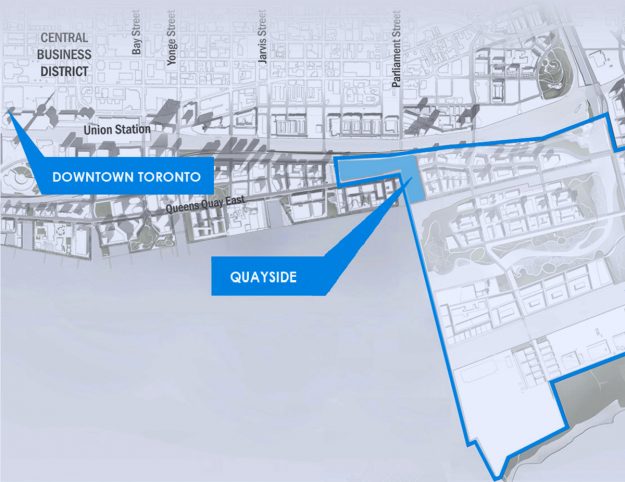 CENTRAL
BUSINESS
DISTRICT
Bay Street
Yonge Street
Jarvis Street
Parliament Street
Union Station
DOWNTOWN TORONTO
Queens Quay East
QUAYSIDE